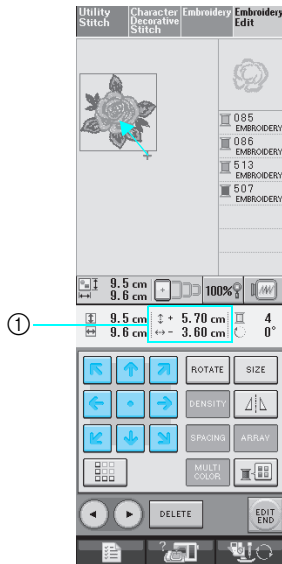 Utility Stitch
Character Decorative Stitch
Embroidery
Embroidery Edit
085
EMBROIDERY
086
EMBROIDERY
513
EMBROIDERY
507
EMBROIDERY
9.5 cm
9.6 cm
100%
①
9.5 cm
+ 5.70 cm
4
9.6 cm
- 3.60 cm
0°
ROTATE
SIZE
DENSITY
SPACING
ARRAY
MULTI COLOR
DELETE
EDIT END